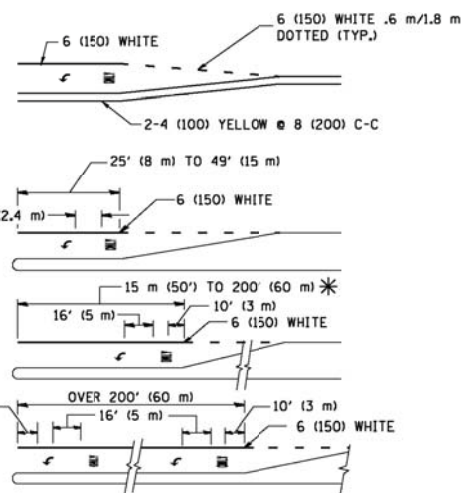 6 (150) WHITE .6 m/1.8 m
DOTTED (TYP.)
6 (150) WHITE
2-4 (100) YELLOW @ 8 (200) C-C
25' (8 m) TO 49' (15 m)
6 (150) WHITE
2.4 m)
15 m (50') TO 200' (60 m) *
16' (5 m)
10' (3 m)
6 (150) WHITE
OVER 200' (60 m)
16' (5 m)
10' (3 m)
6 (150) WHITE